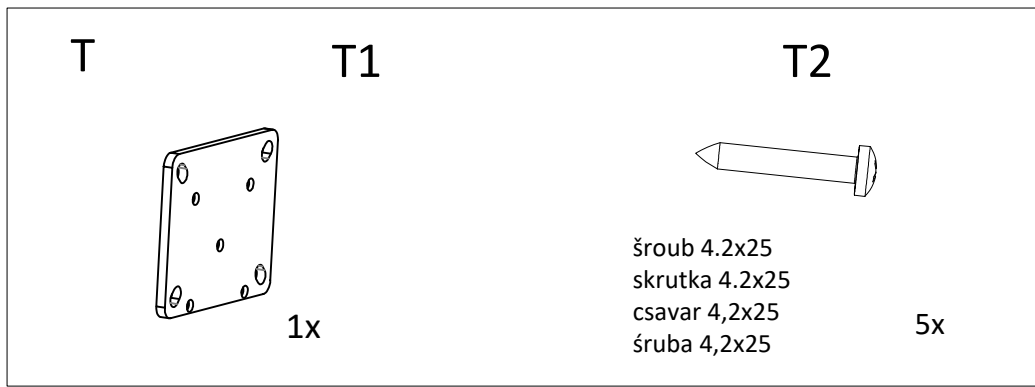 T
T1
T2
1x
šroub 4.2x25
skrutka 4.2x25
csavar 4,2x25
śruba 4,2x25
5x